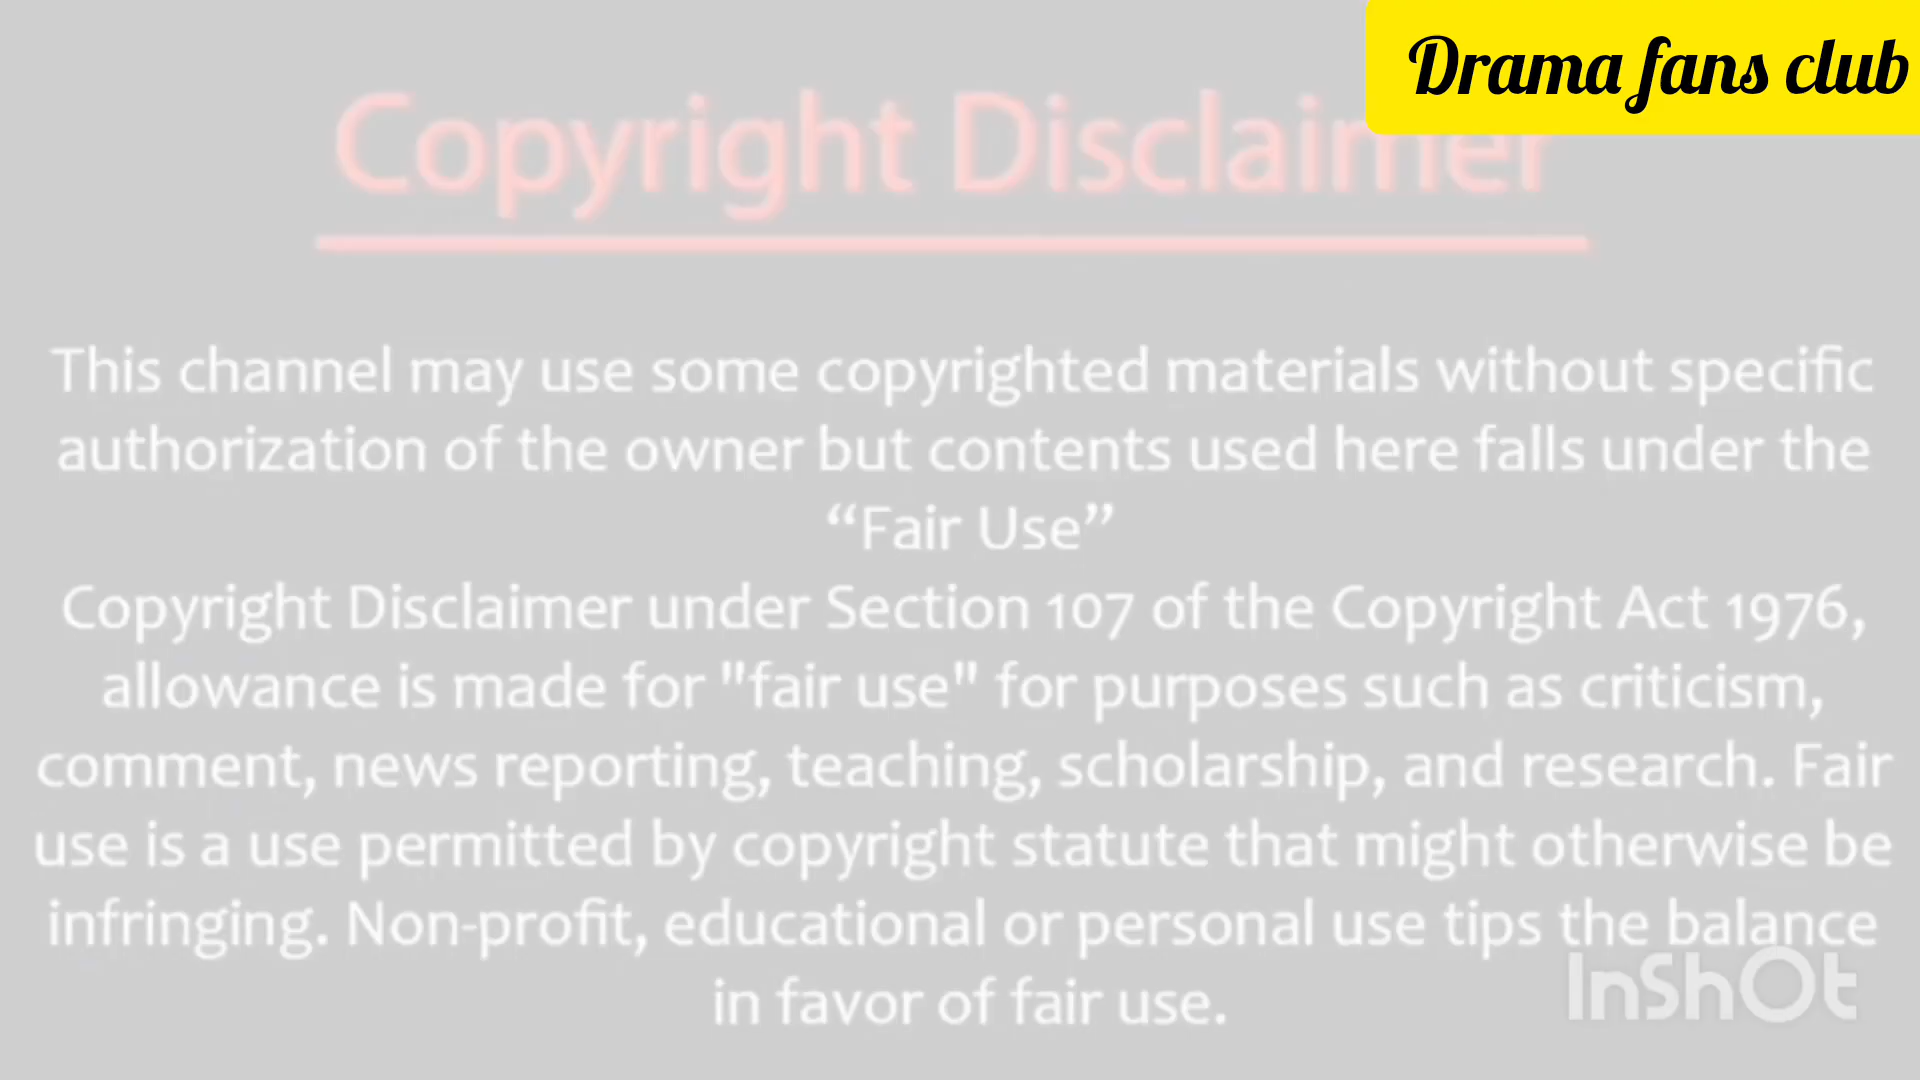 Drama fans club
Copyright Disclaimer
This channel may use some copyrighted materials without specific
authorization of the owner but contents used here falls under the
“Fair Use”
Copyright Disclaimer under Section 107 of the Copyright Act 1976,
allowance is made for "fair use" for purposes such as criticism,
comment, news reporting, teaching, scholarship, and research. Fair
use is a use permitted by copyright statute that might otherwise be
infringing. Non-profit, educational or personal use tips the balance
in favor of fair use.
InShOt